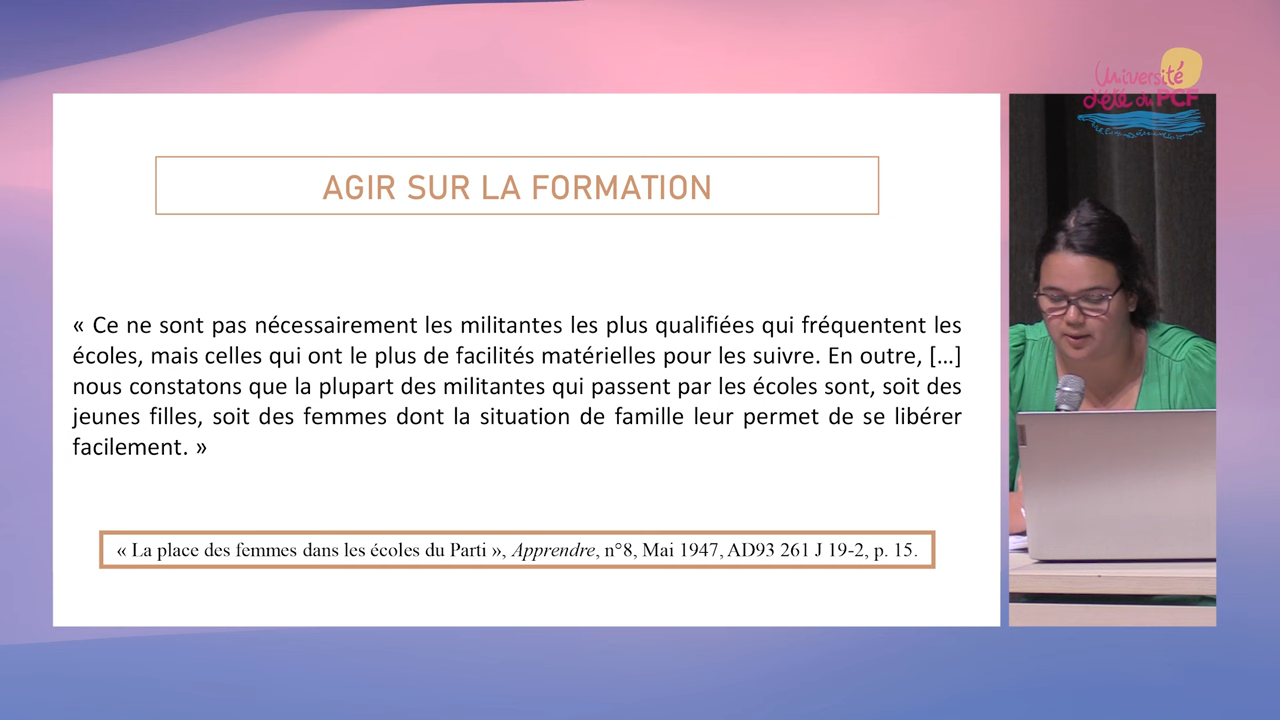 Université
d'été du PCF
AGIR SUR LA FORMATION
« Ce ne sont pas nécessairement les militantes les plus qualifiées qui fréquentent les
écoles, mais celles qui ont le plus de facilités matérielles pour les suivre. En outre, […]
nous constatons que la plupart des militantes qui passent par les écoles sont, soit des
jeunes filles, soit des femmes dont la situation de famille leur permet de se libérer
facilement. »
« La place des femmes dans les écoles du Parti », Apprendre, n°8, Mai 1947, AD93 261 J 19-2, p. 15.